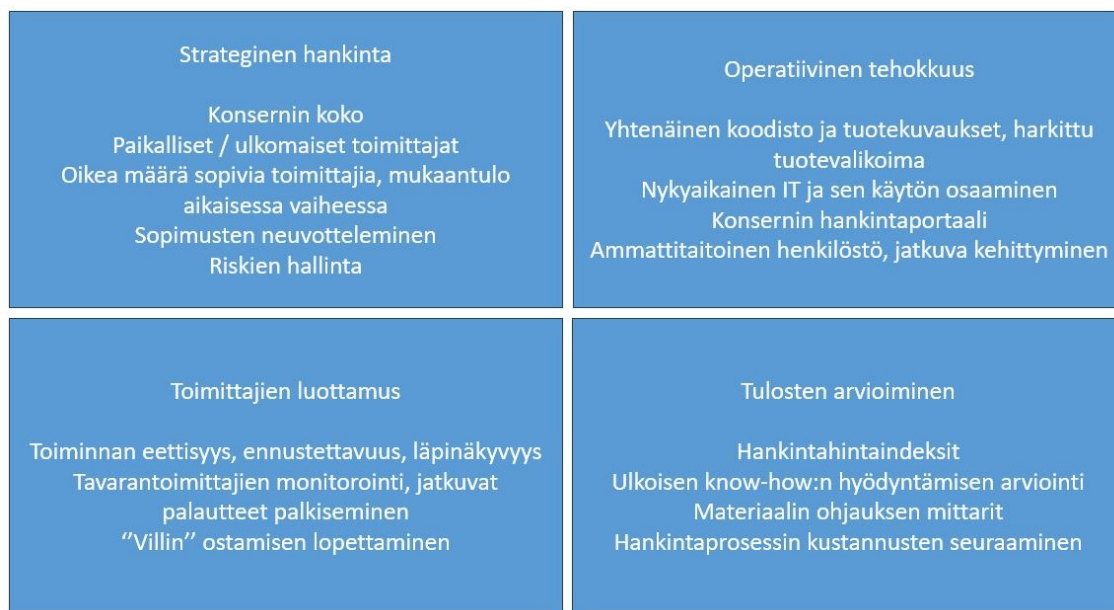 Strateginen hankinta
Konsernin koko
Paikalliset / ulkomaiset toimittajat
Oikea määrä sopivia toimittajia, mukaantulo
aikaisessa vaiheessa
Sopimusten neuvotteleminen
Riskien hallinta
Operatiivinen tehokkuus
Yhtenäinen koodisto ja tuotekuvaukset, harkittu
tuotevalikoima
Nykyaikainen IT ja sen käytön osaaminen
Konsernin hankintaportaali
Ammattitaitoinen henkilöstö, jatkuva kehittyminen
Toimittajien luottamus
Toiminnan eettisyys, ennustettavuus, läpinäkyvyys
Tavarantoimittajien monitorointi, jatkuvat
palautteet palkiseminen
‘’Villin’’ ostamisen lopettaminen
Tulosten arvioiminen
Hankintahintaindeksit
Ulkoisen know-how:n hyödyntämisen arviointi
Materiaalin ohjauksen mittarit
Hankintaprosessin kustannusten seuraaminen